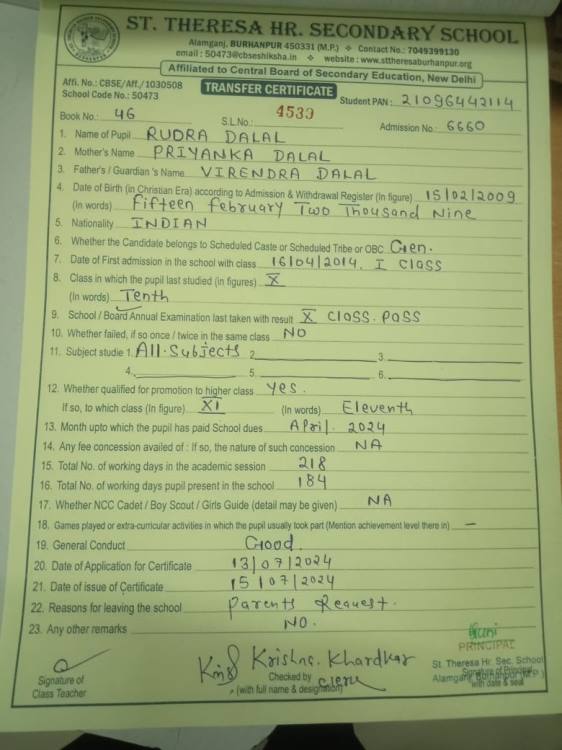 ST. THERESA HR. SECONDARY SCHOOL
Alamganj, BURHANPUR 450331 (M.P.) ❖ Contact No.: 7049399130
email : 50473@cbseshiksha.in ❖ website : www.sttheresaburhanpur.org
Affiliated to Central Board of Secondary Education, New Delhi
Affi. No.: CBSE/Aff./1030508
School Code No.: 50473
TRANSFER CERTIFICATE
Student PAN : 21096442114
Book No.: 46 S.L.No.: 4539 Admission No.: 6660
1. Name of Pupil RUDRA DALAL
2. Mother's Name PRIYANKA DALAL
3. Father's / Guardian 's Name VIRENDRA DALAL
4. Date of Birth (in Christian Era) according to Admission & Withdrawal Register (In figure) 15/02/2009
(In words) Fifteen February Two Thousand Nine
5. Nationality INDIAN
6. Whether the Candidate belongs to Scheduled Caste or Scheduled Tribe or OBC Gen.
7. Date of First admission in the school with class 16/04/2014, I Class
8. Class in which the pupil last studied (in figures) X
(In words) Tenth
9. School / Board Annual Examination last taken with result X Class. Pass
10. Whether failed, if so once / twice in the same class NO
11. Subject studie 1. All. Subjects 2. 3.
4. 5. 6.
12. Whether qualified for promotion to higher class yes.
If so, to which class (In figure) XI (In words) Eleventh
13. Month upto which the pupil has paid School dues April. 2024
14. Any fee concession availed of : If so, the nature of such concession NA
15. Total No. of working days in the academic session 218
16. Total No. of working days pupil present in the school 184
17. Whether NCC Cadet / Boy Scout / Girls Guide (detail may be given) NA
18. Games played or extra-curricular activities in which the pupil usually took part (Mention achievement level there in) —
19. General Conduct Good.
20. Date of Application for Certificate 13/07/2024
21. Date of issue of Certificate 15/07/2024
22. Reasons for leaving the school Parents Request.
23. Any other remarks NO.
PRINCIPAL
St. Theresa Hr. Sec. School
Alamganj Burhanpur (M.P.)
Signature of Principal
with date & seal
Krishna. Khardkar
Checked by Clerk
(with full name & designation)
Signature of
Class Teacher